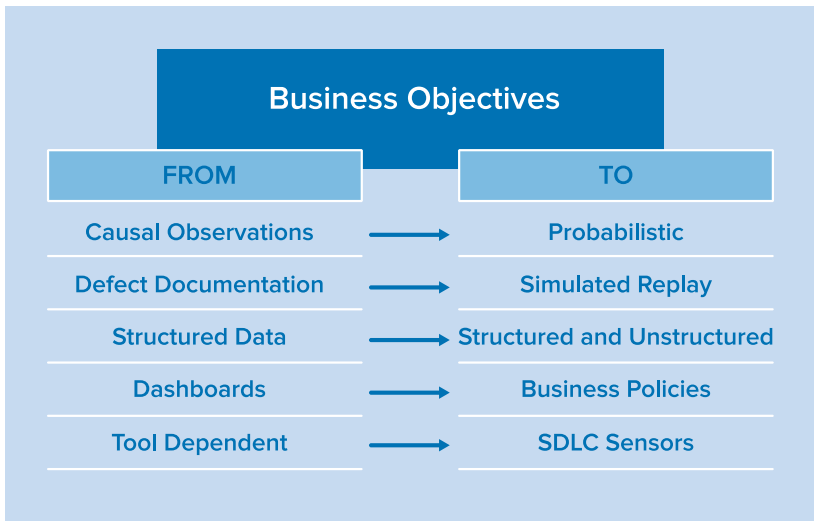 Business Objectives
FROM
TO
Causal Observations
Probabilistic
Defect Documentation
Simulated Replay
Structured Data
Structured and Unstructured
Dashboards
Business Policies
Tool Dependent
SDLC Sensors